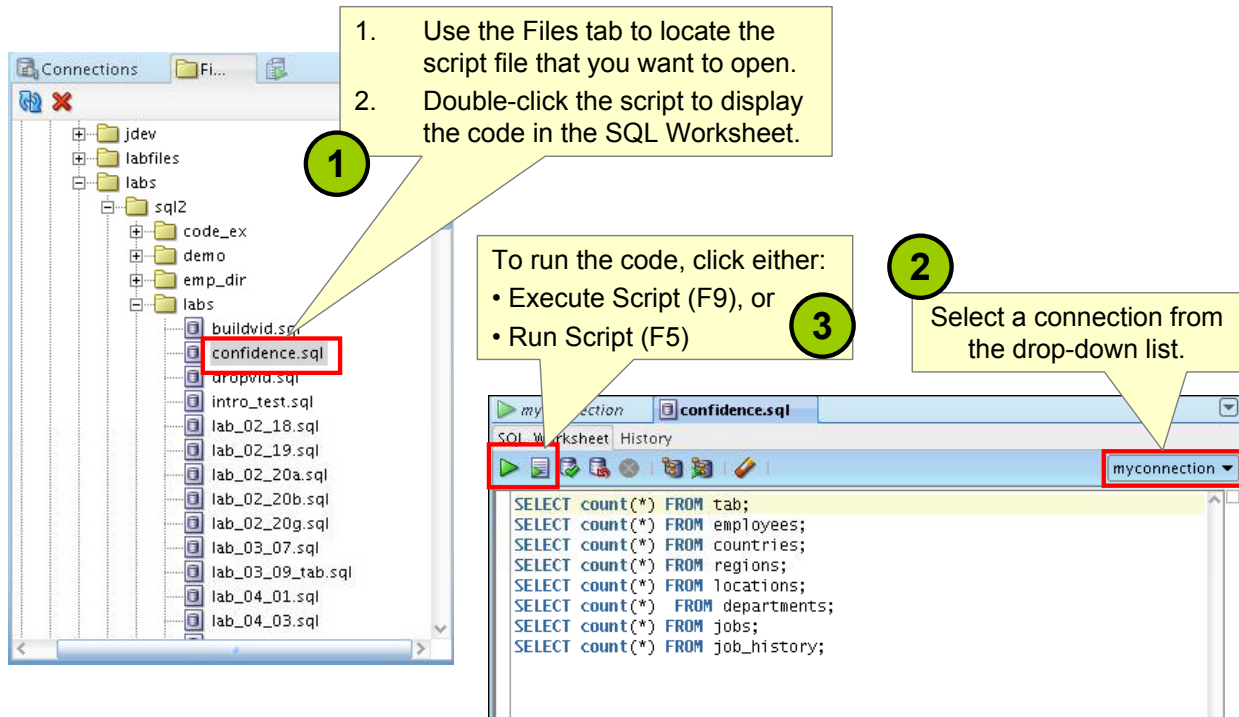 1. Use the Files tab to locate the
script file that you want to open.
2. Double-click the script to display
the code in the SQL Worksheet.
1
Connections
Fi...
jdev
labfiles
labs
sql2
code_ex
demo
emp_dir
labs
buildvid.sql
confidence.sql
dropvid.sql
intro_test.sql
lab_02_18.sql
lab_02_19.sql
lab_02_20a.sql
lab_02_20b.sql
lab_02_20g.sql
lab_03_07.sql
lab_03_09_tab.sql
lab_04_01.sql
lab_04_03.sql
2
Select a connection from
the drop-down list.
To run the code, click either:
• Execute Script (F9), or
• Run Script (F5)
3
confidence.sql
SQL Worksheet History
myconnection
SELECT count(*) FROM tab;
SELECT count(*) FROM employees;
SELECT count(*) FROM countries;
SELECT count(*) FROM regions;
SELECT count(*) FROM locations;
SELECT count(*)  FROM departments;
SELECT count(*) FROM jobs;
SELECT count(*) FROM job_history;